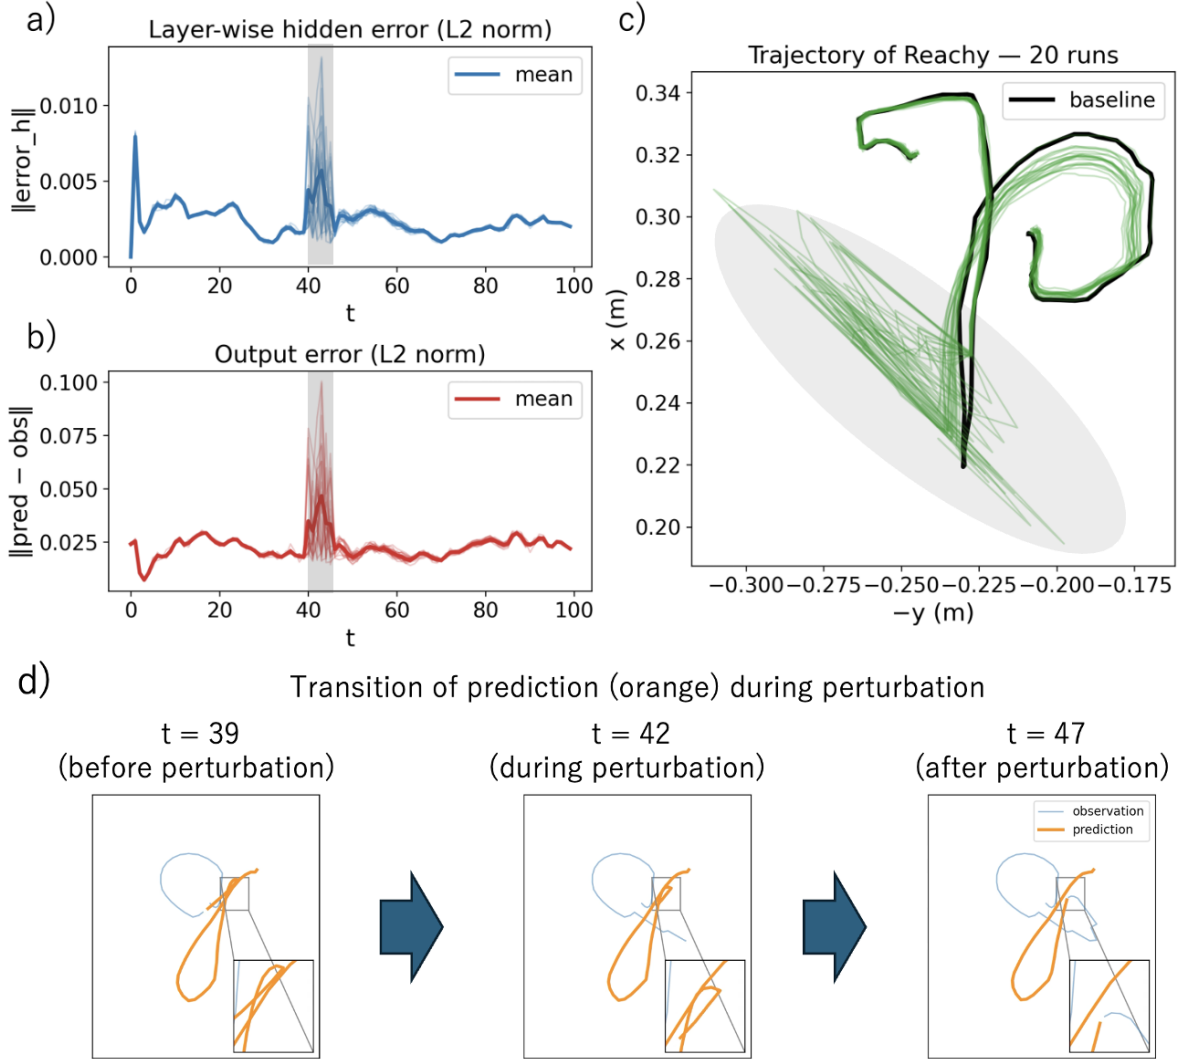 a)
Layer-wise hidden error (L2 norm)
mean
‖error_h‖
0.010
0.005
0.000
0 20 40 60 80 100
t
b)
Output error (L2 norm)
mean
‖pred − obs‖
0.100
0.075
0.050
0.025
0 20 40 60 80 100
t
c)
Trajectory of Reachy — 20 runs
baseline
x (m)
0.34
0.32
0.30
0.28
0.26
0.24
0.22
0.20
−0.300 −0.275 −0.250 −0.225 −0.200 −0.175
−y (m)
d)
Transition of prediction (orange) during perturbation
t = 39
(before perturbation)
t = 42
(during perturbation)
t = 47
(after perturbation)
observation
prediction